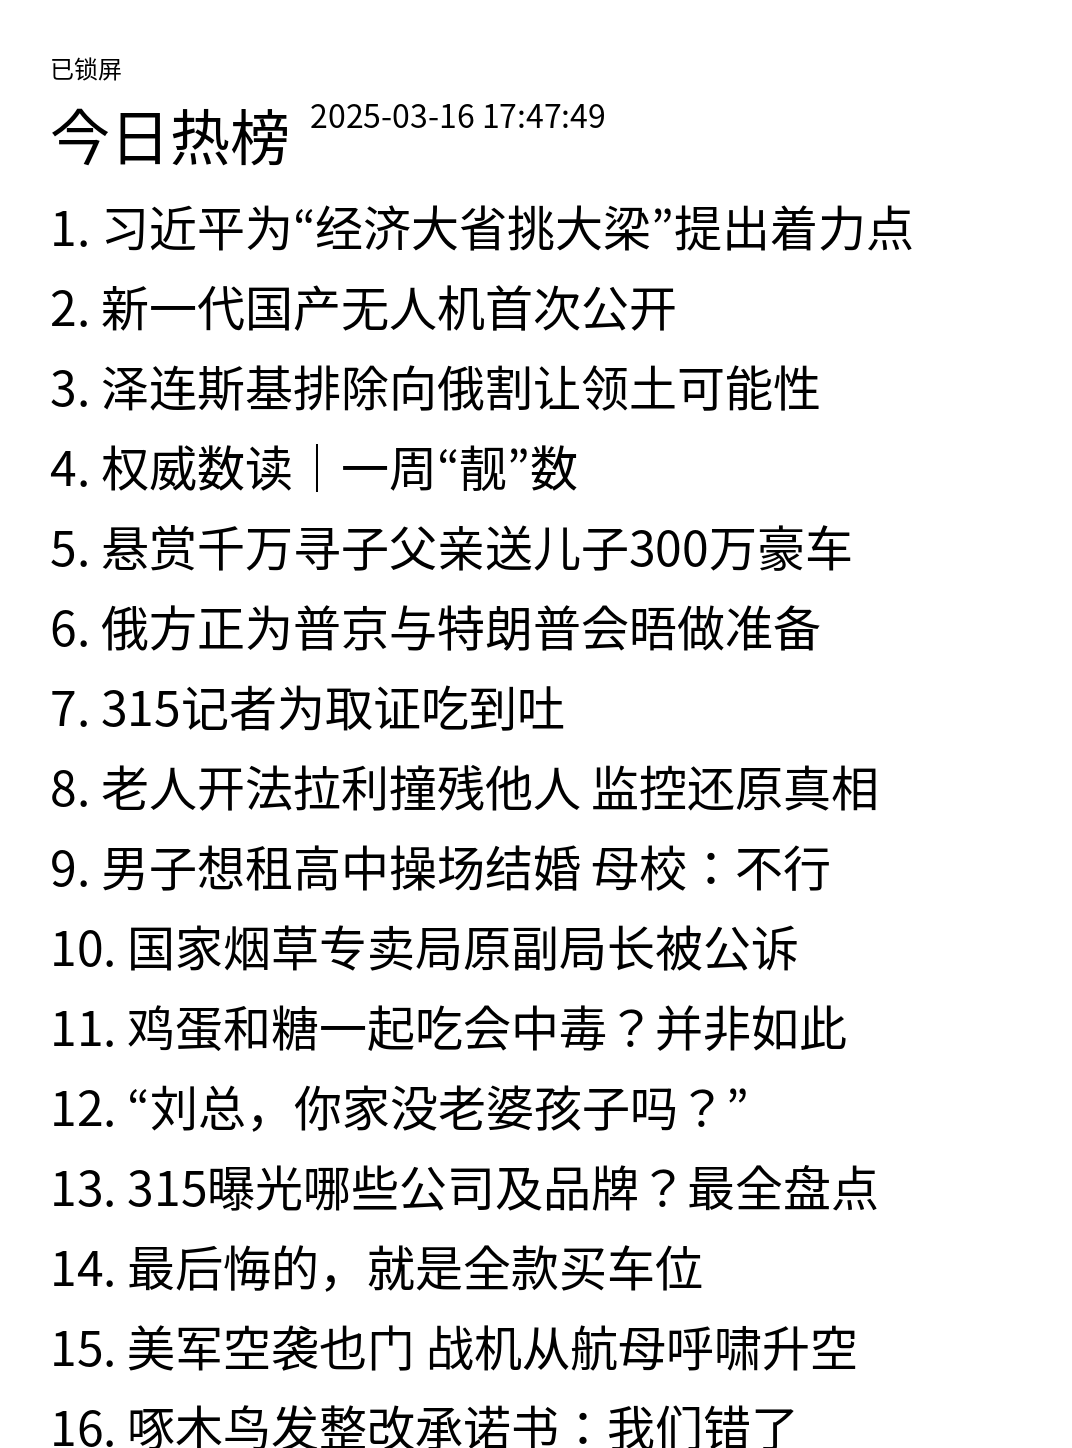 已锁屏
今日热榜 2025-03-16 17:47:49
1. 习近平为“经济大省挑大梁”提出着力点
2. 新一代国产无人机首次公开
3. 泽连斯基排除向俄割让领土可能性
4. 权威数读｜一周“靓”数
5. 悬赏千万寻子父亲送儿子300万豪车
6. 俄方正为普京与特朗普会晤做准备
7. 315记者为取证吃到吐
8. 老人开法拉利撞残他人 监控还原真相
9. 男子想租高中操场结婚 母校：不行
10. 国家烟草专卖局原副局长被公诉
11. 鸡蛋和糖一起吃会中毒？并非如此
12. “刘总，你家没老婆孩子吗？”
13. 315曝光哪些公司及品牌？最全盘点
14. 最后悔的，就是全款买车位
15. 美军空袭也门 战机从航母呼啸升空
16. 啄木鸟发整改承诺书：我们错了